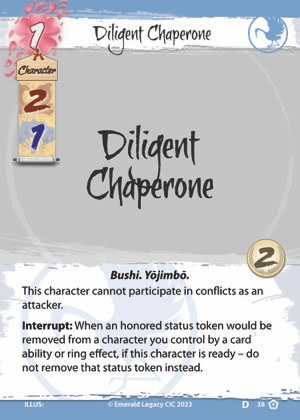 1
Diligent Chaperone
Character
2
1
Diligent
Chaperone
2
Bushi. Yōjimbō.
This character cannot participate in conflicts as an
attacker.
Interrupt: When an honored status token would be
removed from a character you control by a card
ability or ring effect, if this character is ready – do
not remove that status token instead.
ILLUS: © Emerald Legacy CIC 2023 D 38